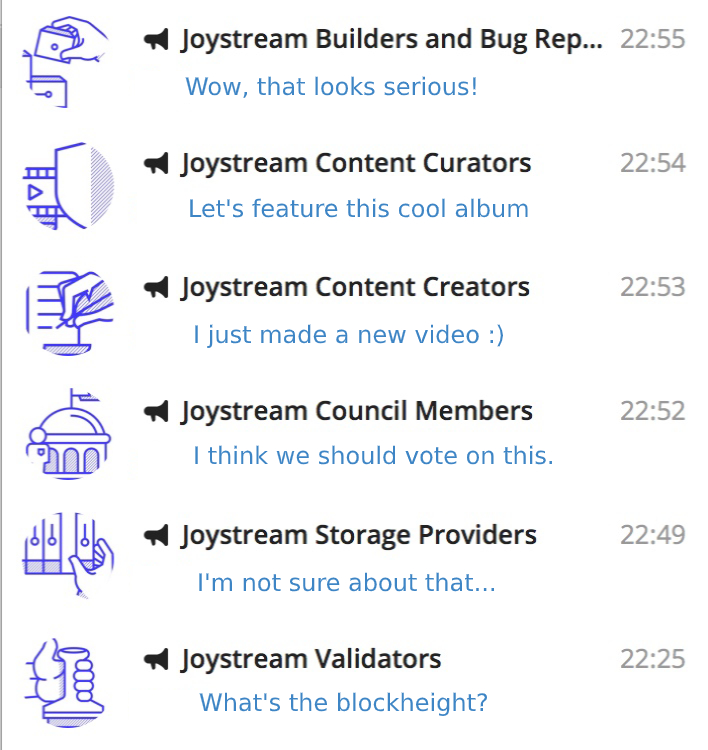 Joystream Builders and Bug Rep... 22:55
Wow, that looks serious!
Joystream Content Curators 22:54
Let's feature this cool album
Joystream Content Creators 22:53
I just made a new video :)
Joystream Council Members 22:52
I think we should vote on this.
Joystream Storage Providers 22:49
I'm not sure about that...
Joystream Validators 22:25
What's the blockheight?